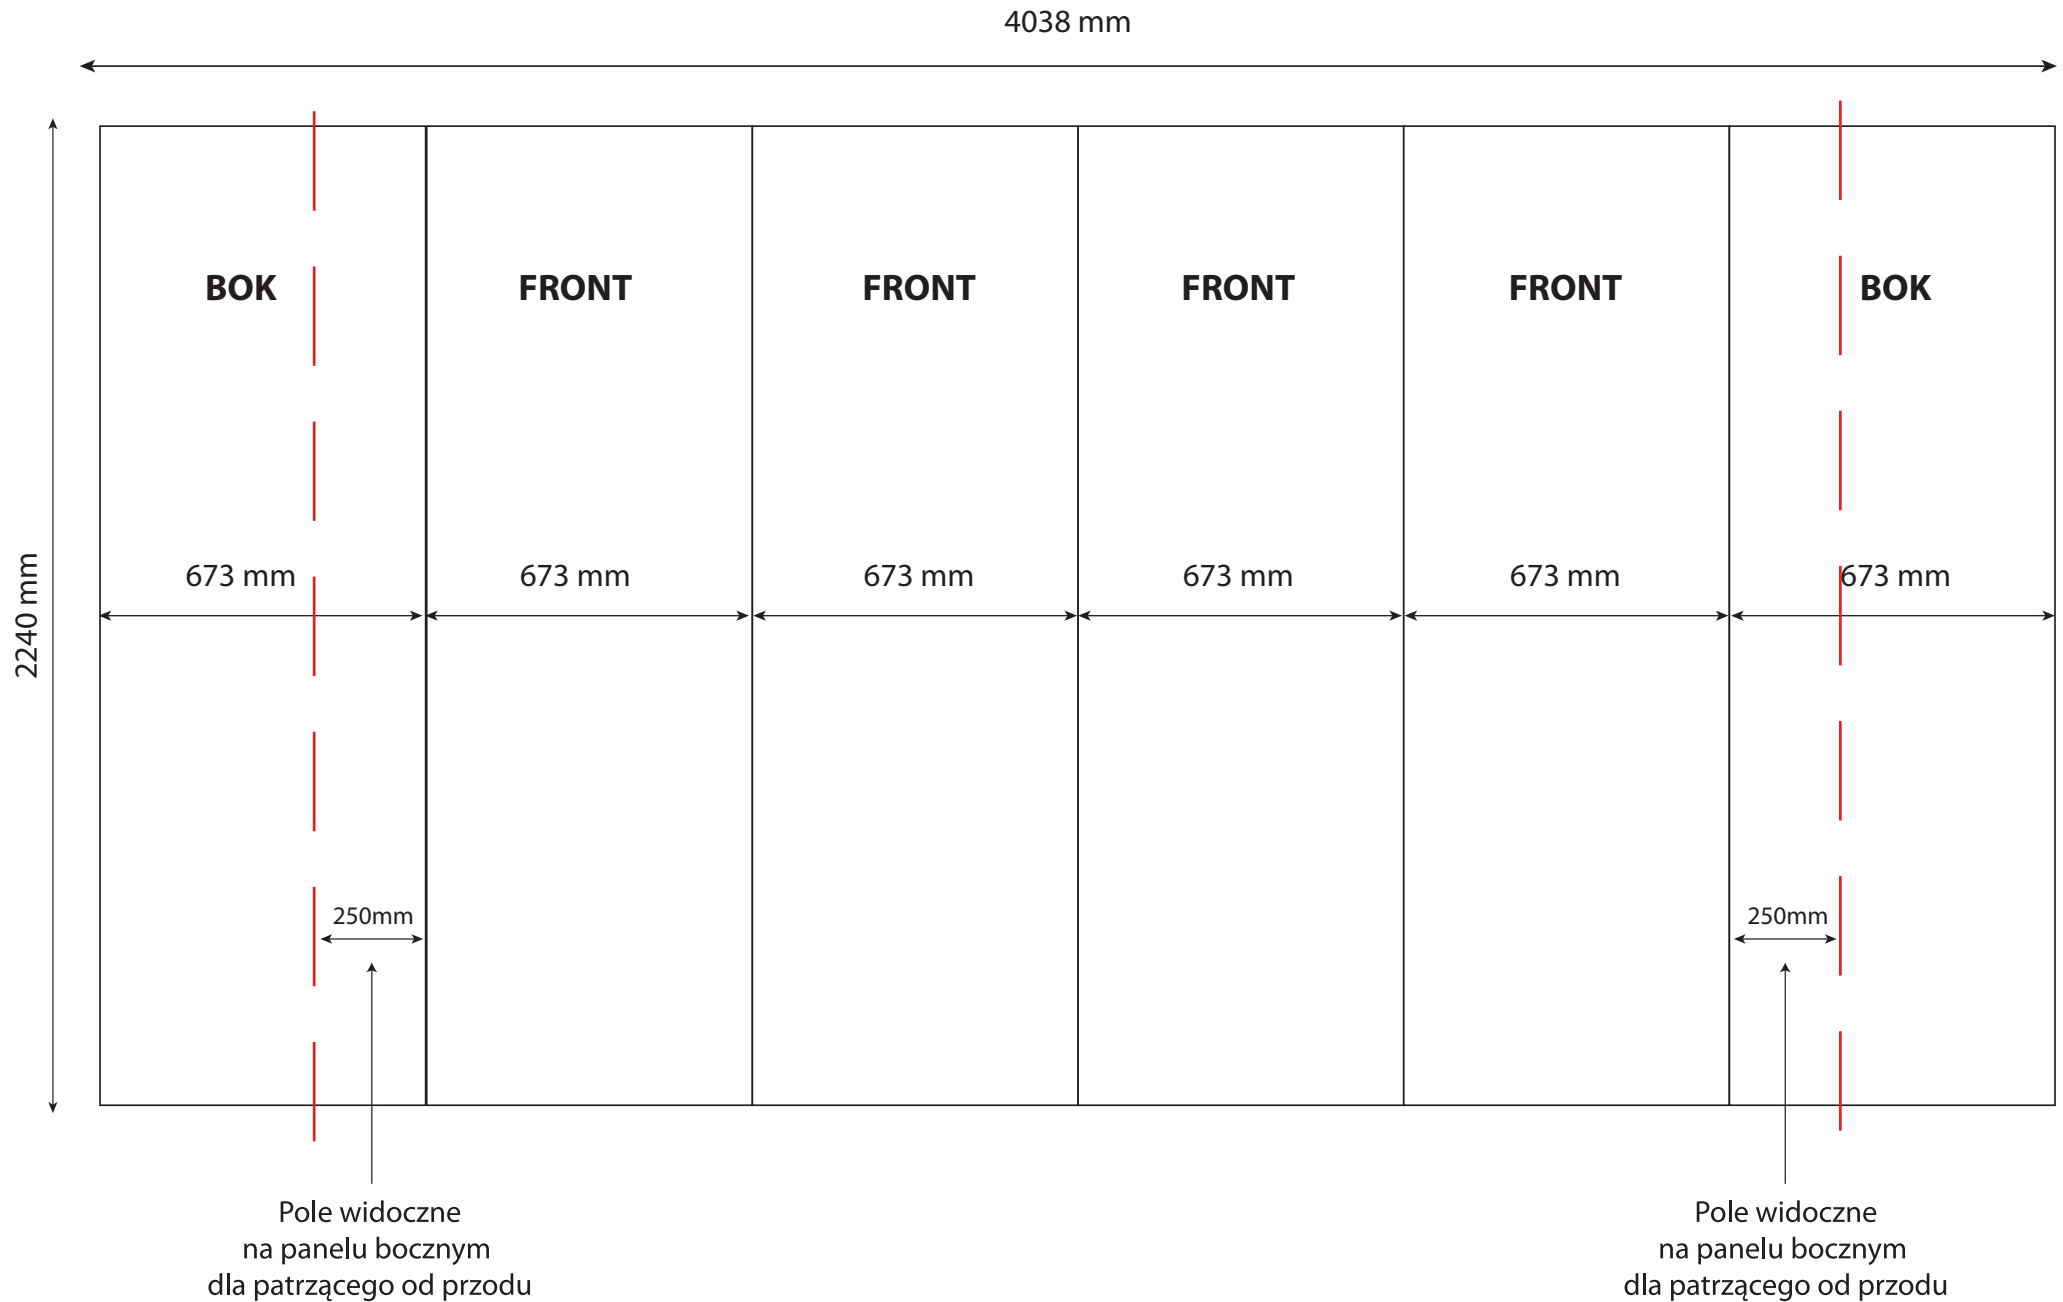 4038 mm
BOK
FRONT
FRONT
FRONT
FRONT
BOK
2240 mm
673 mm
673 mm
673 mm
673 mm
673 mm
673 mm
250mm
250mm
Pole widoczne
na panelu bocznym
dla patrzącego od przodu
Pole widoczne
na panelu bocznym
dla patrzącego od przodu